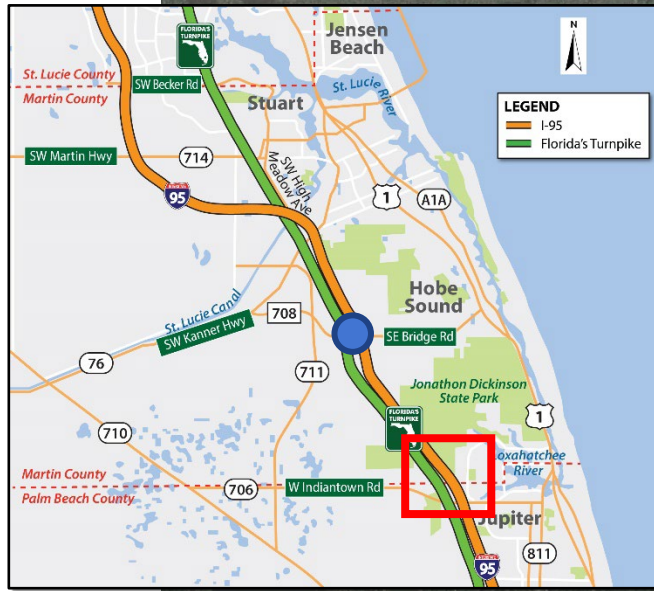 FLORIDA'S
TURNPIKE
Jensen
Beach
N
St. Lucie County
Martin County
SW Becker Rd
St. Lucie
River
Stuart
LEGEND
I-95
Florida's Turnpike
SW Martin Hwy
714
SW High
Meadow Ave
95
1
A1A
Hobe
Sound
St. Lucie Canal
SW Kanner Hwy
708
SE Bridge Rd
76
711
Jonathon Dickinson
State Park
FLORIDA'S
TURNPIKE
1
710
oxahatchee
River
Martin County
Palm Beach County
706
W Indiantown Rd
Jupiter
811
95